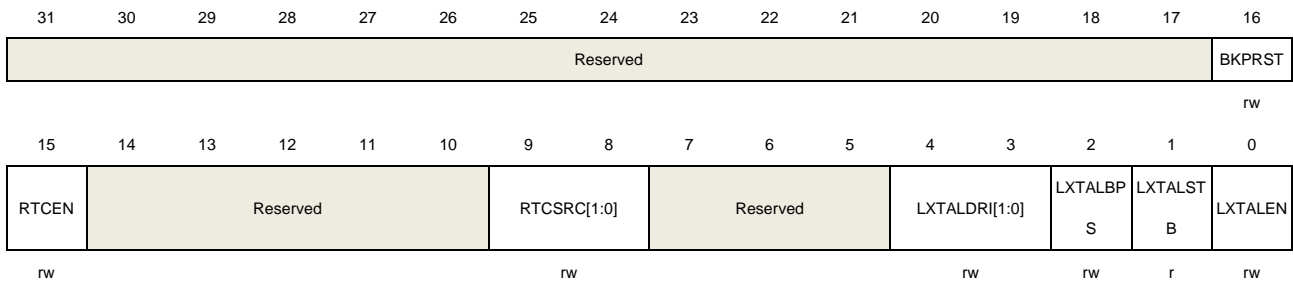 31 30 29 28 27 26 25 24 23 22 21 20 19 18 17 16
Reserved BKPRST
rw
15 14 13 12 11 10 9 8 7 6 5 4 3 2 1 0
RTCEN Reserved RTCSRC[1:0] Reserved LXTALDRI[1:0] LXTALBP LXTALST LXTALEN
S B
rw rw rw rw r rw